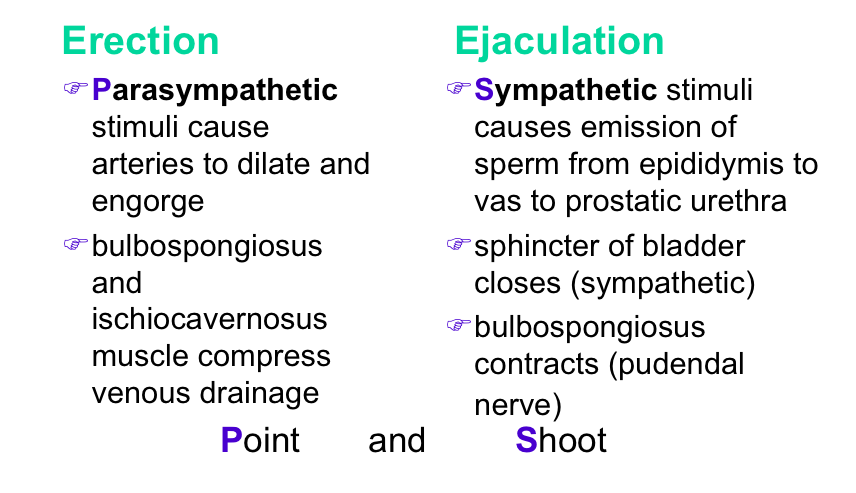 Erection
☞Parasympathetic
stimuli cause
arteries to dilate and
engorge
☞bulbospongiosus
and
ischiocavernosus
muscle compress
venous drainage
Ejaculation
☞Sympathetic stimuli
causes emission of
sperm from epididymis to
vas to prostatic urethra
☞sphincter of bladder
closes (sympathetic)
☞bulbospongiosus
contracts (pudendal
nerve)
Point and Shoot